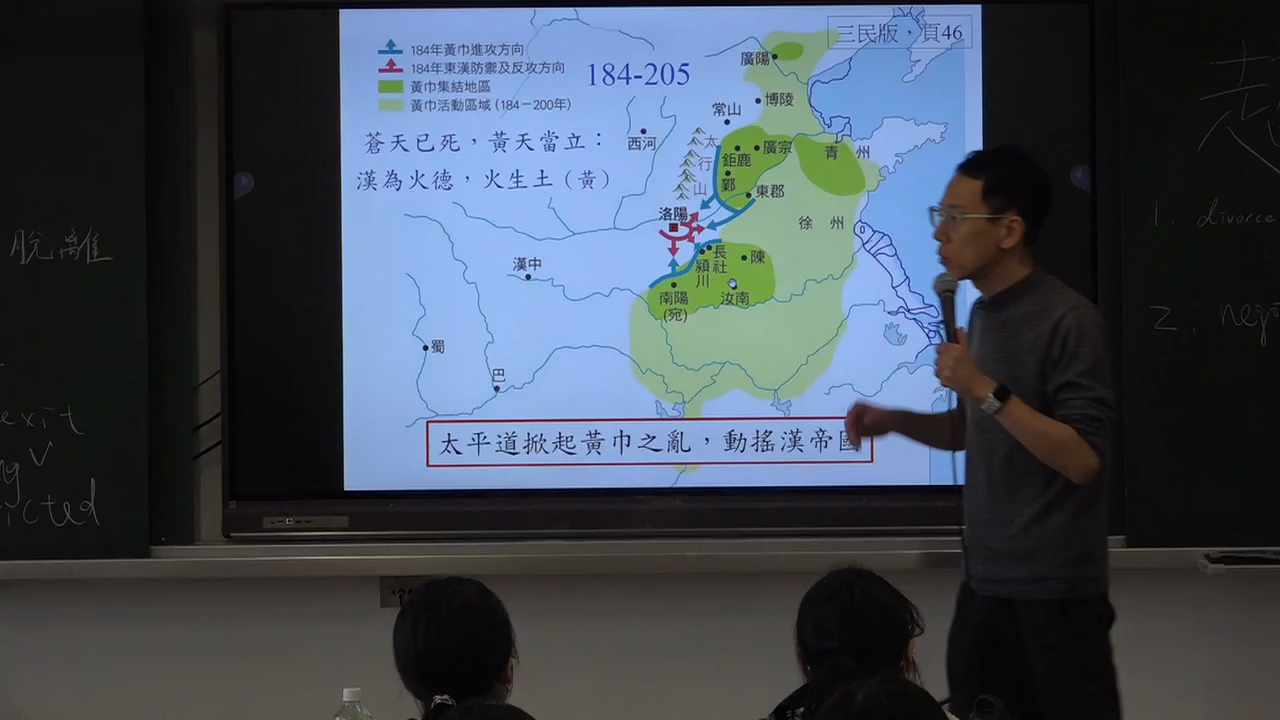 三民版，頁46
184年黃巾進攻方向
184年東漢防禦及反攻方向
黃巾集結地區
黃巾活動區域（184－200年）
184-205
蒼天已死，黃天當立：
漢為火德，火生土（黃）
廣陽
博陵
常山
西河
太行山
鉅鹿
廣宗
鄴
青州
東郡
洛陽
徐州
長社
潁川
陳
漢中
南陽
(宛)
汝南
蜀
巴
太平道掀起黃巾之亂，動搖漢帝
脫離
exit
1. divorce
2.